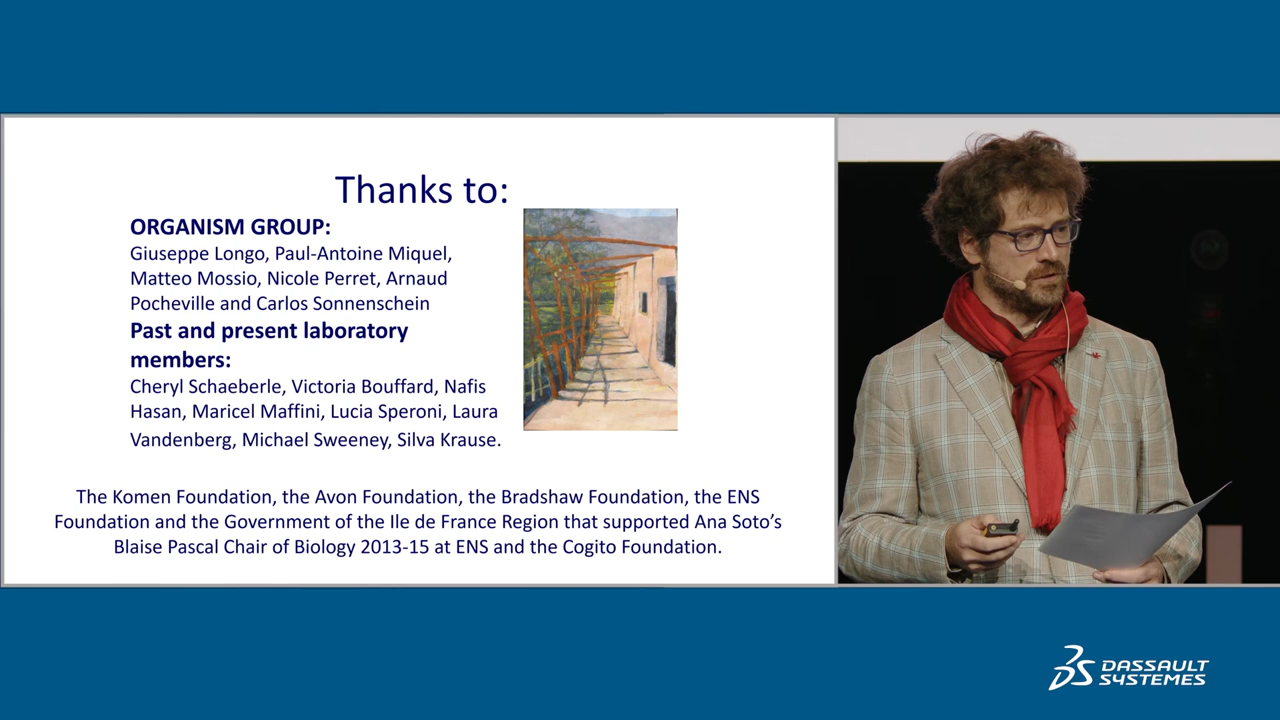 Thanks to:
ORGANISM GROUP:
Giuseppe Longo, Paul-Antoine Miquel,
Matteo Mossio, Nicole Perret, Arnaud
Pocheville and Carlos Sonnenschein
Past and present laboratory
members:
Cheryl Schaeberle, Victoria Bouffard, Nafis
Hasan, Maricel Maffini, Lucia Speroni, Laura
Vandenberg, Michael Sweeney, Silva Krause.
The Komen Foundation, the Avon Foundation, the Bradshaw Foundation, the ENS
Foundation and the Government of the Ile de France Region that supported Ana Soto’s
Blaise Pascal Chair of Biology 2013-15 at ENS and the Cogito Foundation.
DASSAULT
SYSTEMES